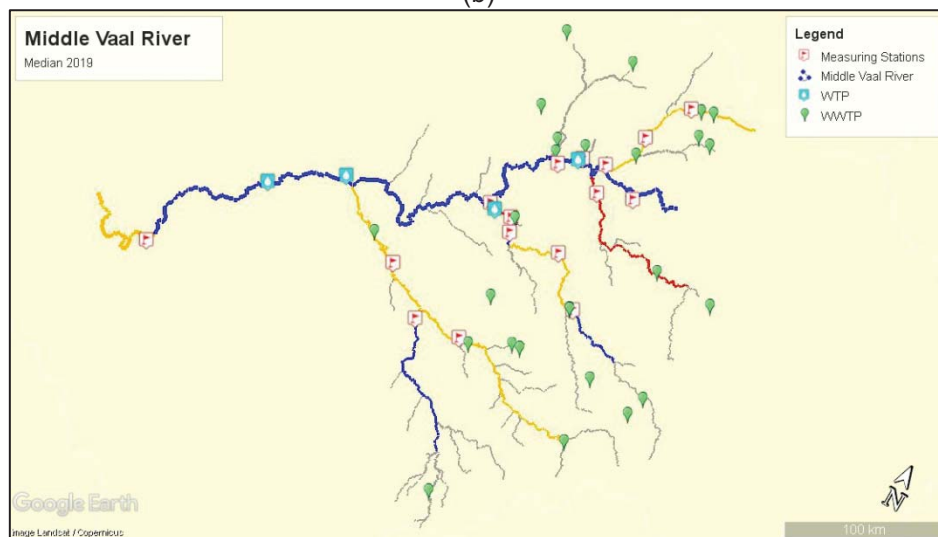 (b)
Middle Vaal River
Median 2019
Legend
Measuring Stations
Middle Vaal River
WTP
WWTP
Google Earth
Image Landsat / Copernicus
N
100 km